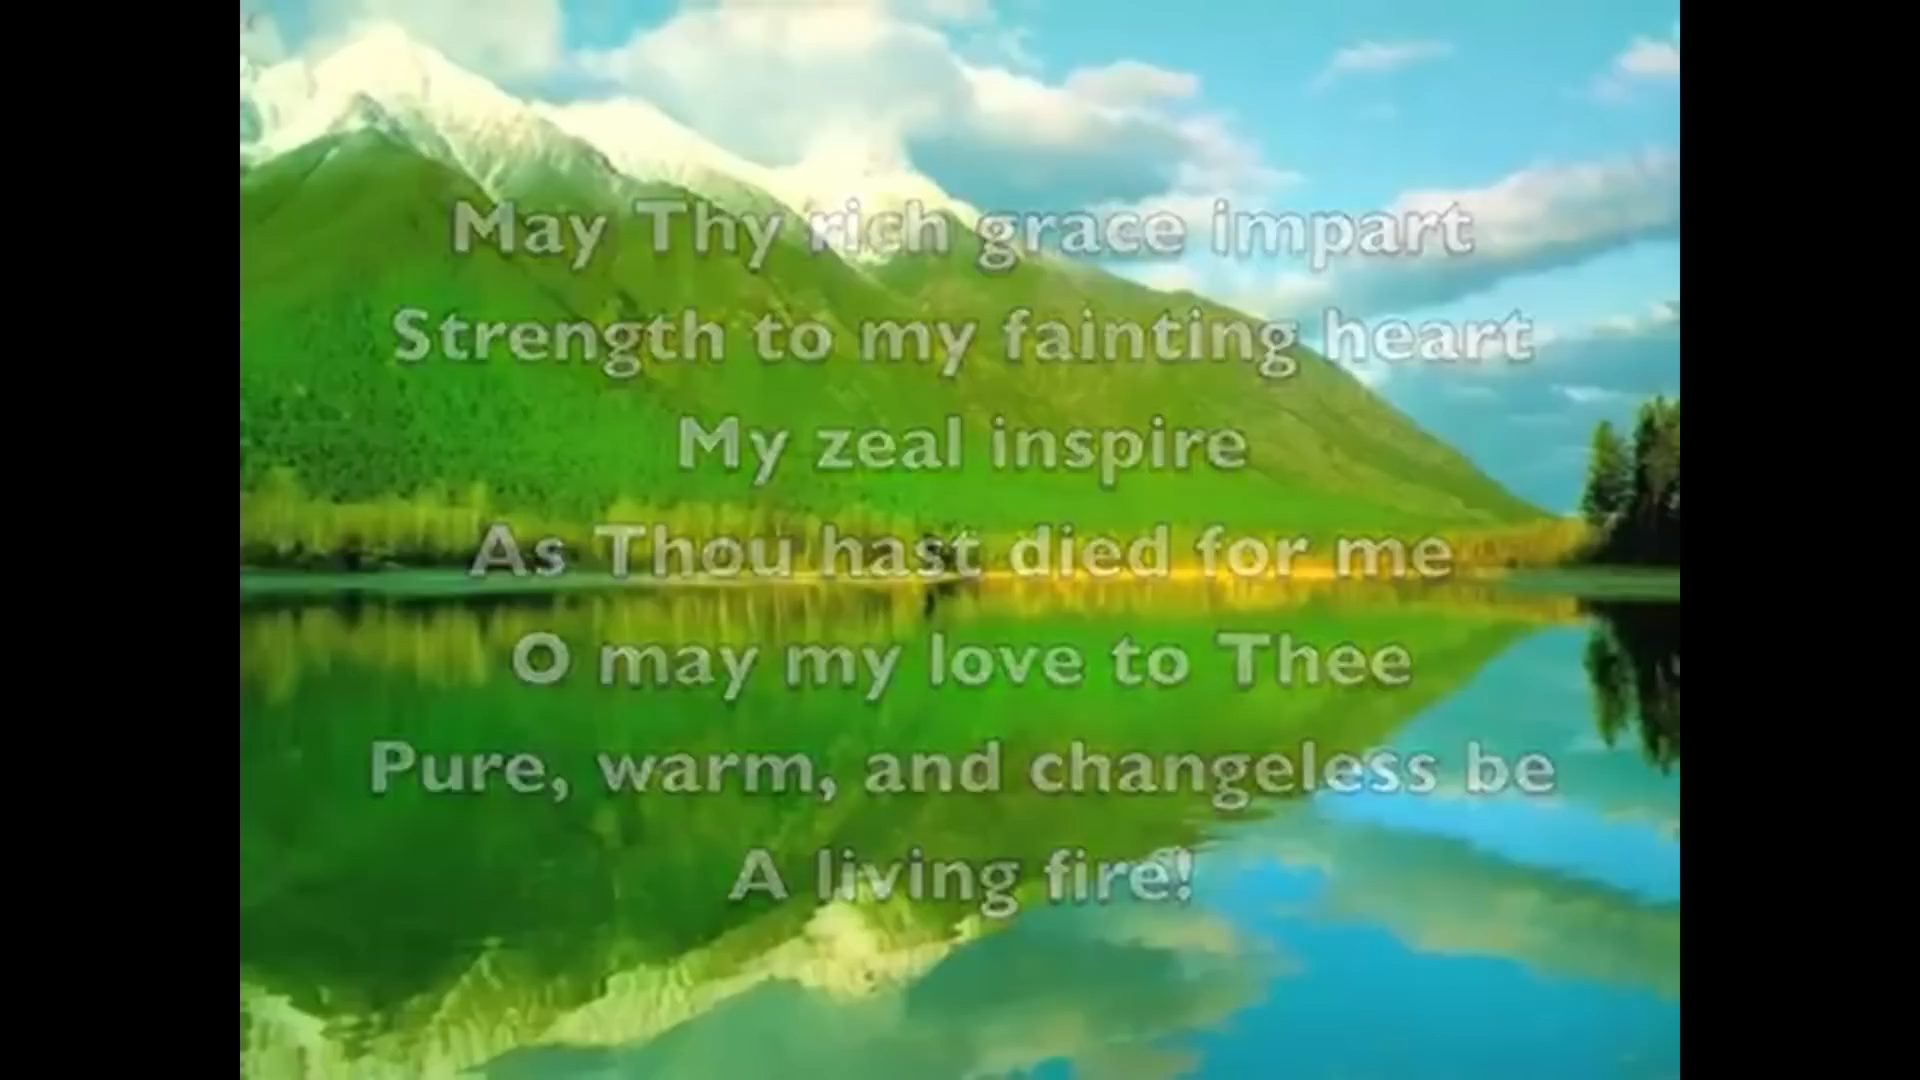 May Thy rich grace impart
Strength to my fainting heart
My zeal inspire
As Thou hast died for me
O may my love to Thee
Pure, warm, and changeless be
A living fire!